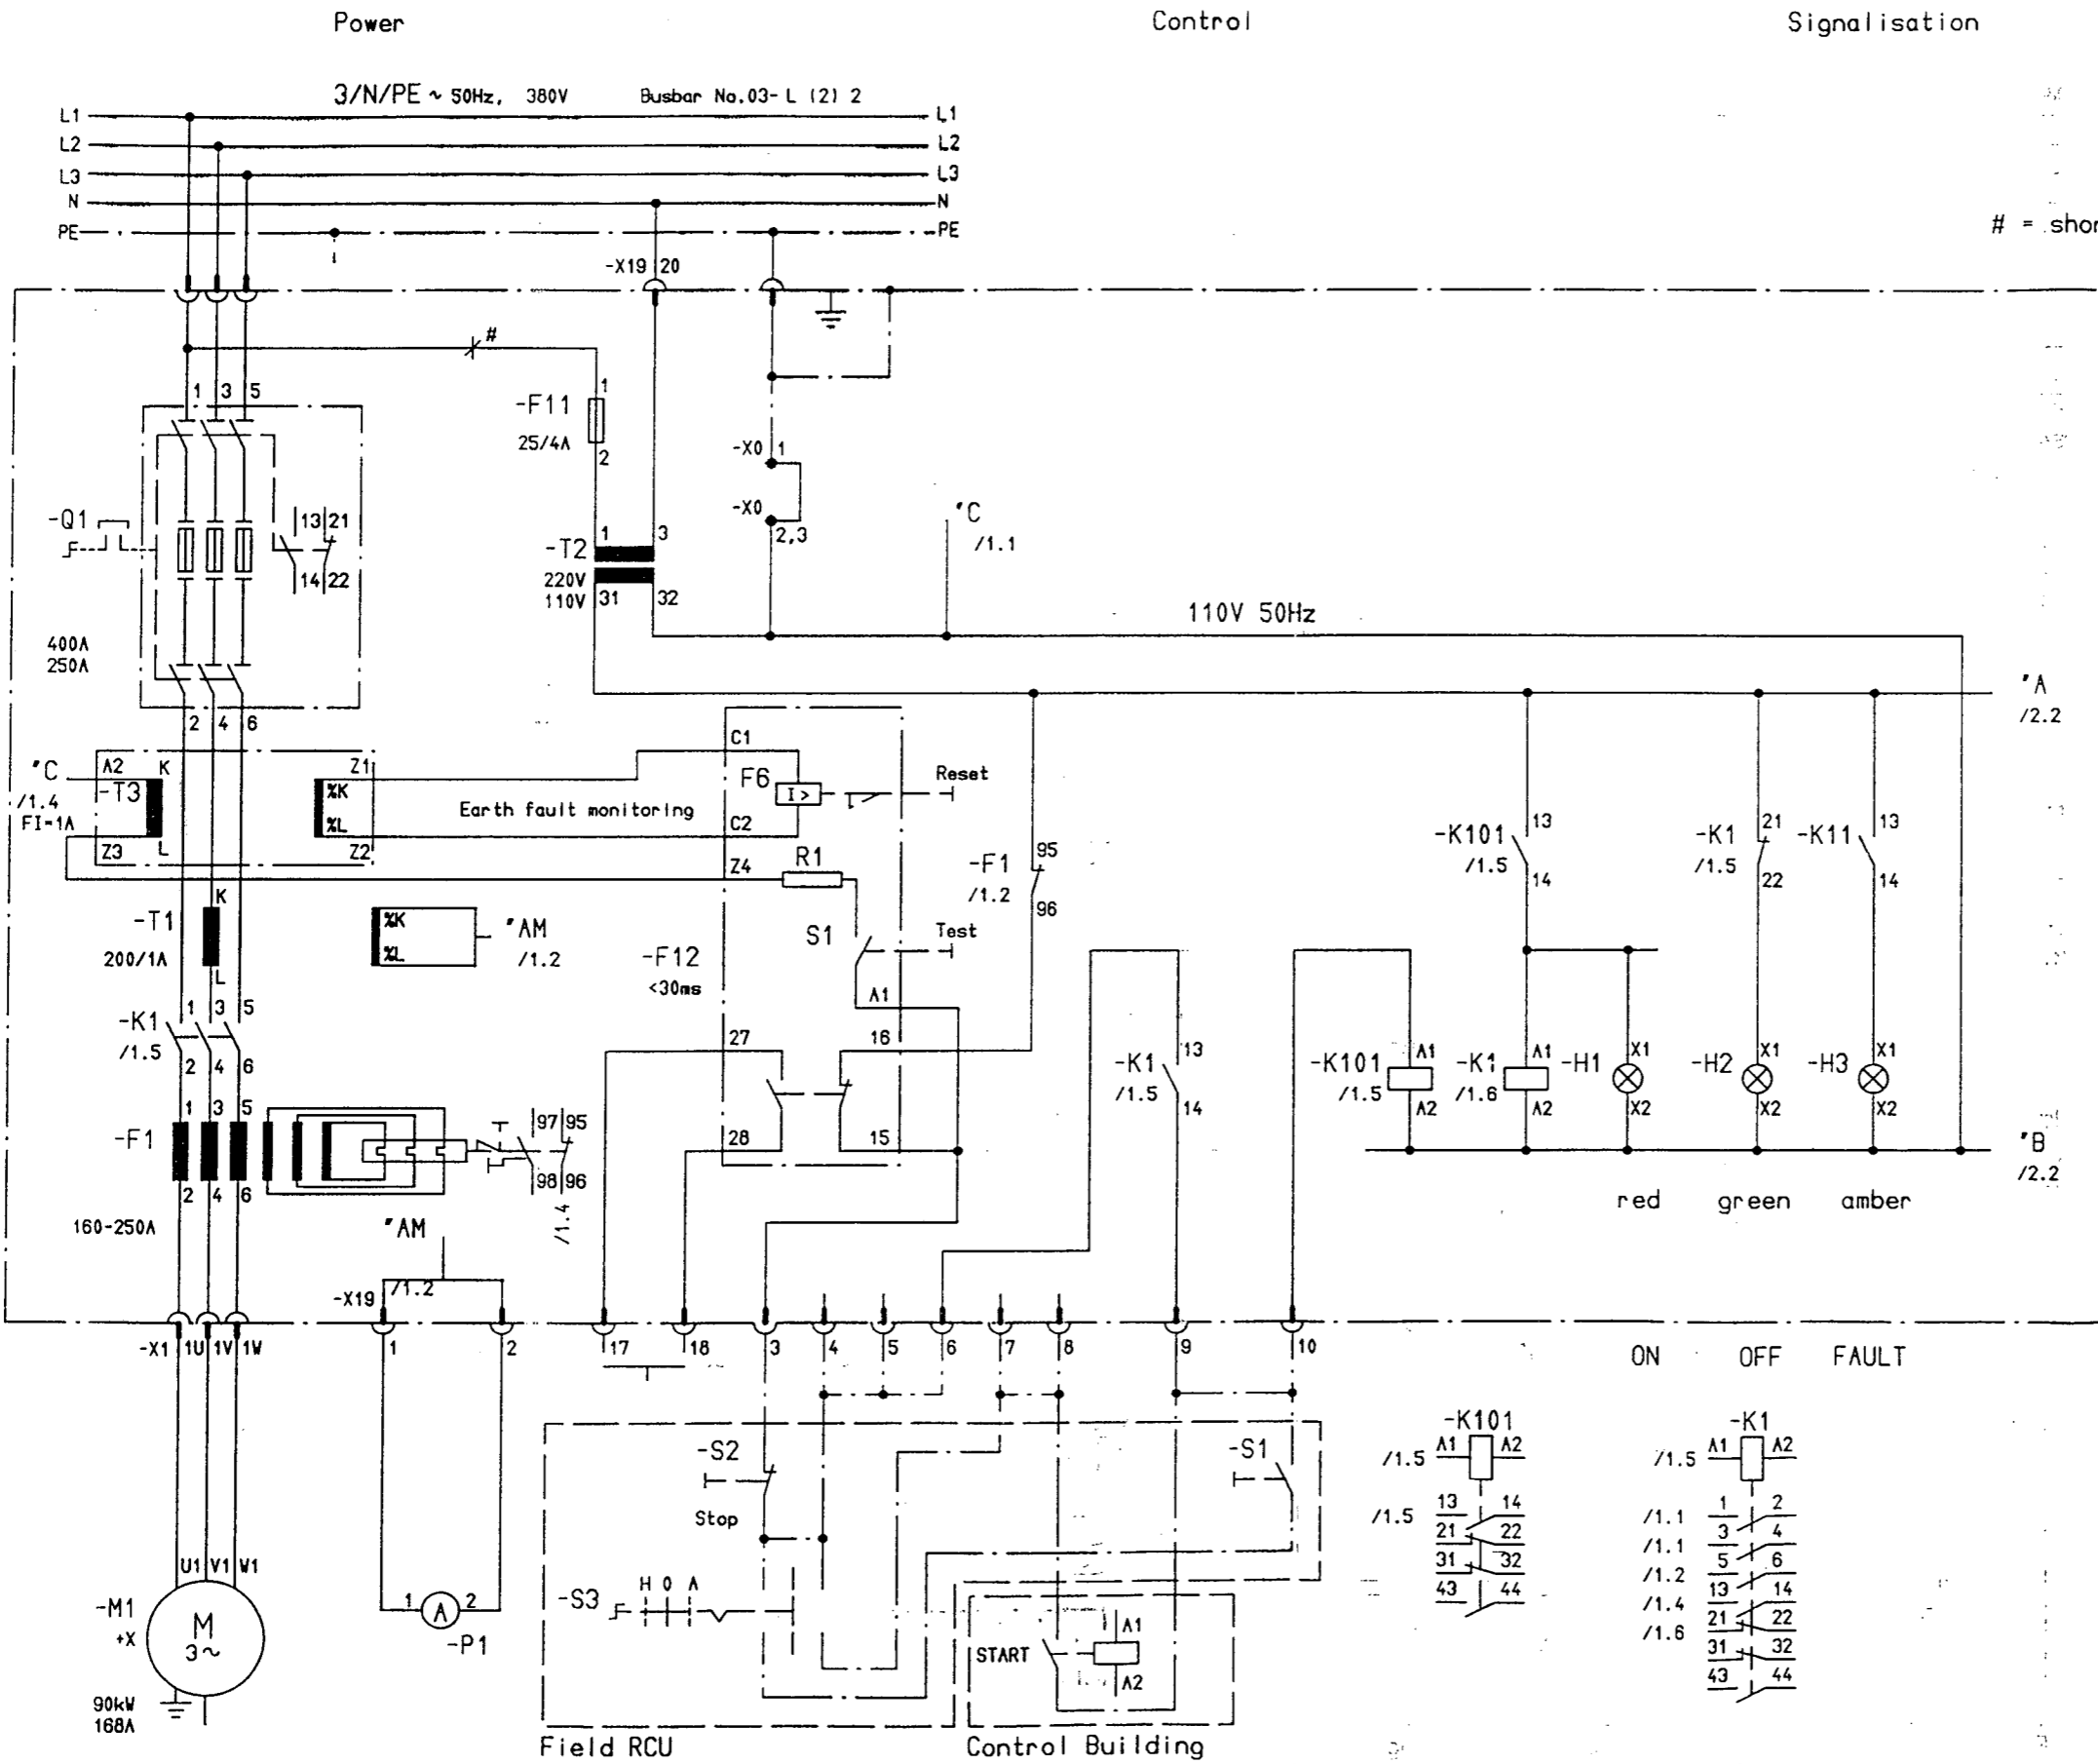 Power
Control
Signalisation
3/N/PE ~ 50Hz, 380V
Busbar No.03- L (2) 2
L1
L1
L2
L2
L3
L3
N
N
PE
PE
# = shor
-X19 20
#
1 3 5
-F11
1
25/4A
2
-X0 1
-X0
2,3
-Q1
13 21
14 22
-T2
1 3
220V
110V
31 32
"C
/1.1
110V 50Hz
400A
250A
2 4 6
"A
/2.2
"C
/1.4
FI=1A
A2 K
-T3
Z3 L
Z1
%K
%L
Z2
Earth fault monitoring
C1
F6
I>
Reset
C2
Z4
R1
-F1
/1.2
95
96
-K101
/1.5
13
14
-K1
/1.5
21
22
-K11
13
14
-T1
200/1A
K
L
%K
%L
"AM
/1.2
-F12
<30ms
S1
Test
A1
-K1
/1.5
1 3 5
2 4 6
27 16
28 15
-K1
/1.5
13
14
-K101
/1.5
A1
A2
-K1
/1.6
A1
A2
-H1
X1
X2
-H2
X1
X2
-H3
X1
X2
-F1
1 3 5
2 4 6
160-250A
97 95
98 96
/1.4
"B
/2.2
red green amber
"AM
/1.2
-X19
-X1 1U 1V 1W
1 2 17 18 3 4 5 6 7 8 9 10
ON OFF FAULT
-S2
Stop
-S1
-S3
H 0 A
START
A1
A2
U1 V1 W1
-M1
+X
M
3~
90kW
168A
1 A 2
-P1
Field RCU
Control Building
-K101
/1.5 A1 A2
/1.5 13 14
21 22
31 32
43 44
-K1
/1.5 A1 A2
/1.1 1 2
/1.1 3 4
/1.2 5 6
/1.4 13 14
/1.6 21 22
31 32
43 44